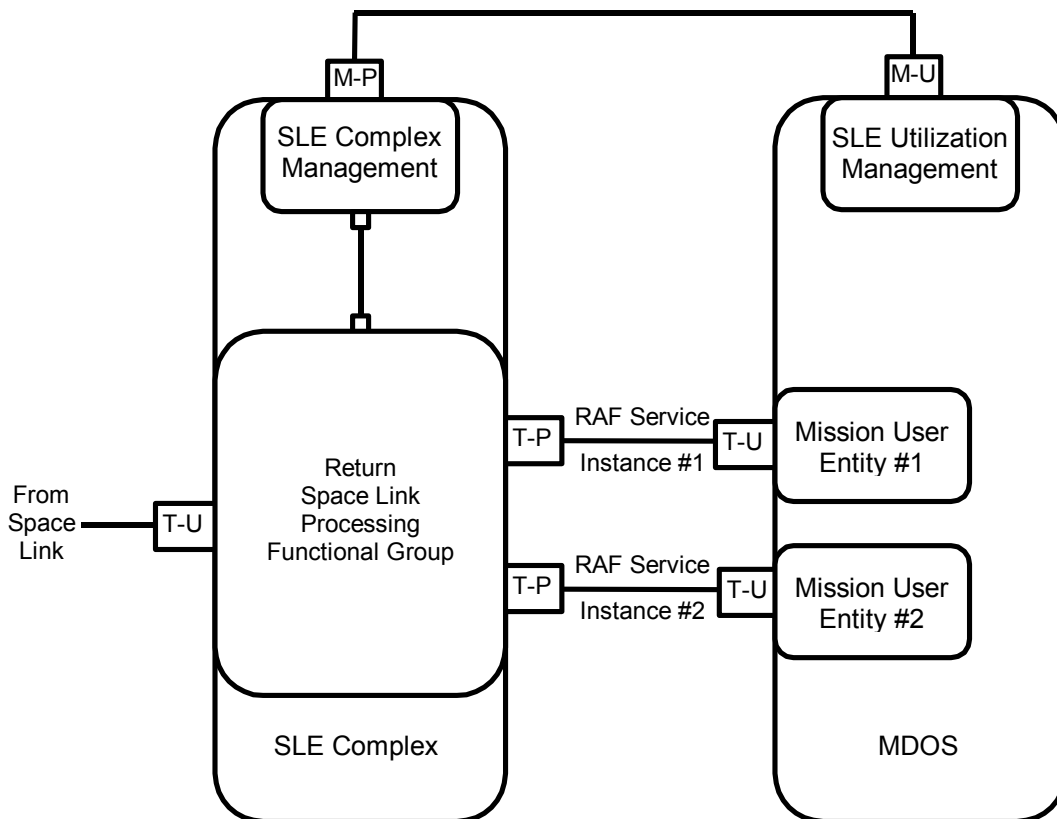 M-P
M-U
SLE Complex
Management
SLE Utilization
Management
From
Space
Link
T-U
Return
Space Link
Processing
Functional Group
T-P
RAF Service
Instance #1
T-U
Mission User
Entity #1
T-P
RAF Service
Instance #2
T-U
Mission User
Entity #2
SLE Complex
MDOS